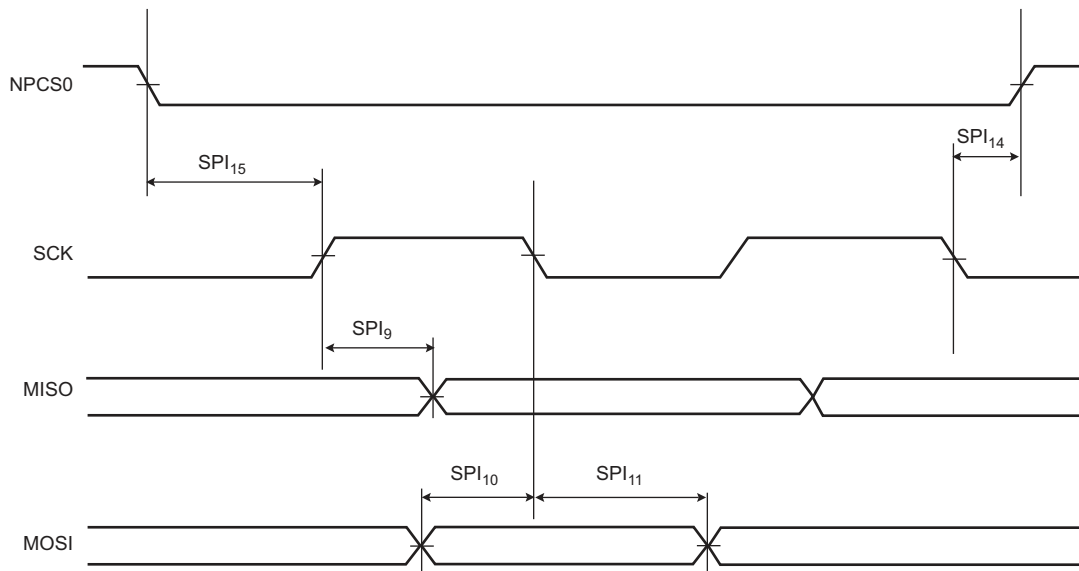 NPCS0
SPI₁₄
SPI₁₅
SCK
SPI₉
MISO
SPI₁₀
SPI₁₁
MOSI